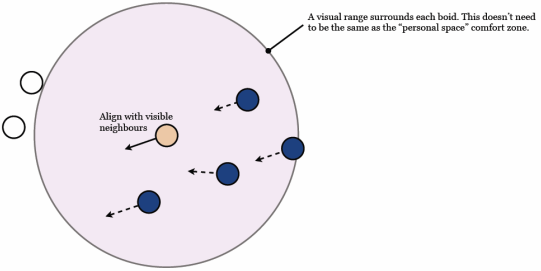 A visual range surrounds each boid. This doesn’t need
to be the same as the “personal space” comfort zone.
Align with visible
neighbours